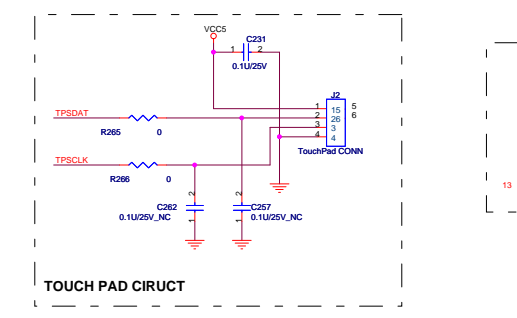 VCC5
C231
1 2
0.1U/25V
J2
1 15 5
2 26 6
3 3
4 4
TouchPad CONN
TPSDAT
R265 0
TPSCLK
R266 0
2 2
C262 C257
0.1U/25V_NC 0.1U/25V_NC
1 1
13
TOUCH PAD CIRUCT